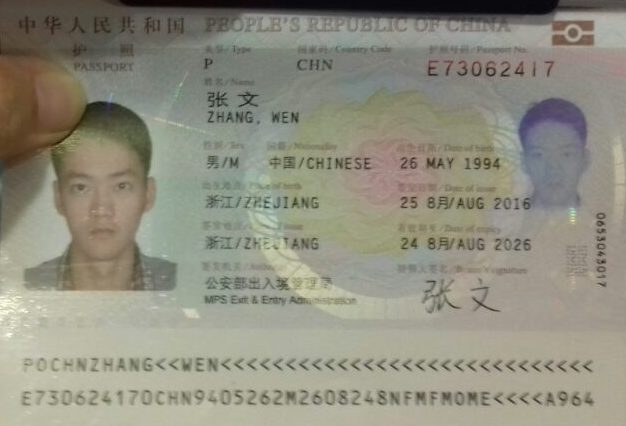 中华人民共和国 PEOPLE'S REPUBLIC OF CHINA
护照
PASSPORT
类型/Type 国家码/Country Code 护照号码/Passport No.
P CHN E73062417
姓名/Name
张文
ZHANG, WEN
性别/Sex 国籍/Nationality 出生日期/Date of birth
男/M 中国/CHINESE 26 MAY 1994
出生地点/Place of birth 签发日期/Date of issue
浙江/ZHEJIANG 25 8月/AUG 2016
签发地点/ 有效期至/Date of expiry
浙江/ZHEJIANG 24 8月/AUG 2026
签发机关/Authority 持照人签名/Bearer's signature
公安部出入境管理局
MPS Exit & Entry Administration
张文
0653043017
POCHNZHANG<<WEN<<<<<<<<<<<<<<<<<<<<<<<<<<<<<
E730624170CHN9405262M2608248NFMFMOME<<<<A964